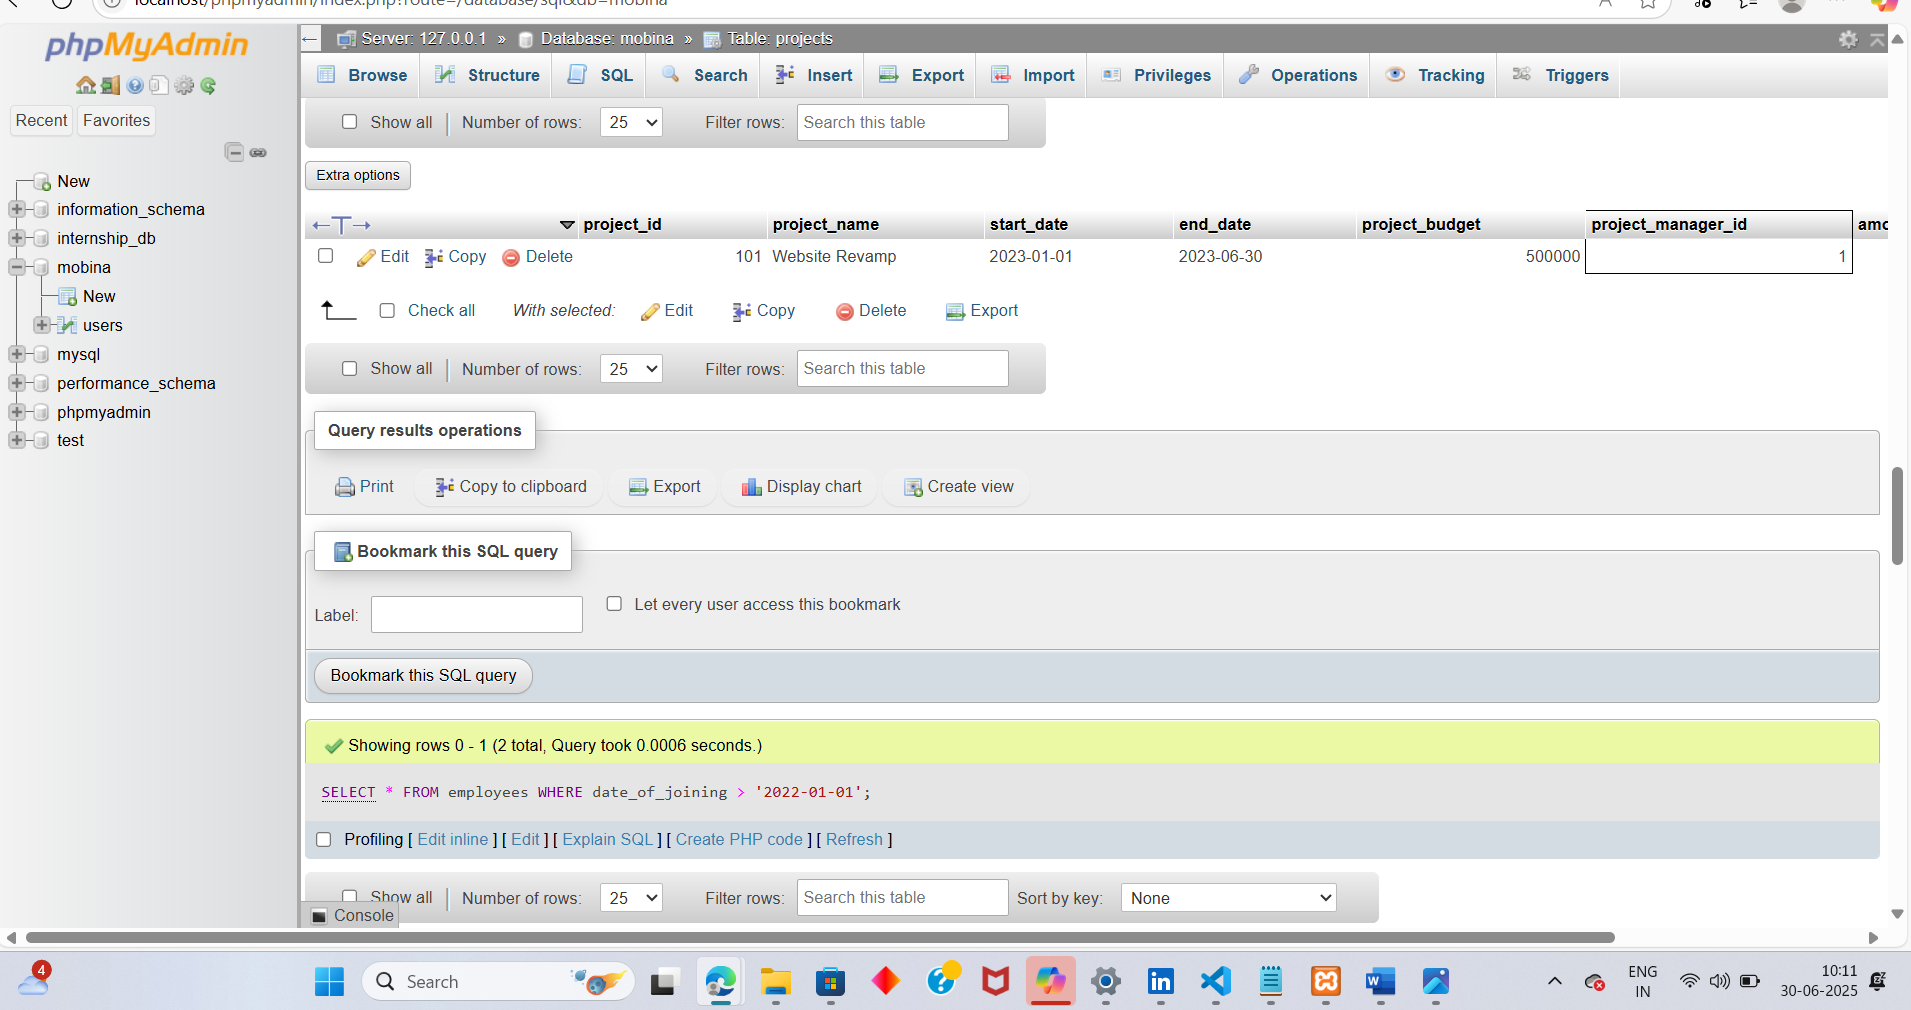 localhost/phpmyadmin/index.php?route=/database/sql&db=mobina
phpMyAdmin
Recent Favorites
New
information_schema
internship_db
mobina
New
users
mysql
performance_schema
phpmyadmin
test
Server: 127.0.0.1 » Database: mobina » Table: projects
Browse Structure SQL Search Insert Export Import Privileges Operations Tracking Triggers
Show all Number of rows: 25 Filter rows: Search this table
Extra options
project_id project_name start_date end_date project_budget project_manager_id amo
Edit Copy Delete 101 Website Revamp 2023-01-01 2023-06-30 500000 1
Check all With selected: Edit Copy Delete Export
Show all Number of rows: 25 Filter rows: Search this table
Query results operations
Print Copy to clipboard Export Display chart Create view
Bookmark this SQL query
Label: Let every user access this bookmark
Bookmark this SQL query
Showing rows 0 - 1 (2 total, Query took 0.0006 seconds.)
SELECT * FROM employees WHERE date_of_joining > '2022-01-01';
Profiling [ Edit inline ] [ Edit ] [ Explain SQL ] [ Create PHP code ] [ Refresh ]
Show all Number of rows: 25 Filter rows: Search this table Sort by key: None
Console
4
Search
ENG
IN
10:11
30-06-2025